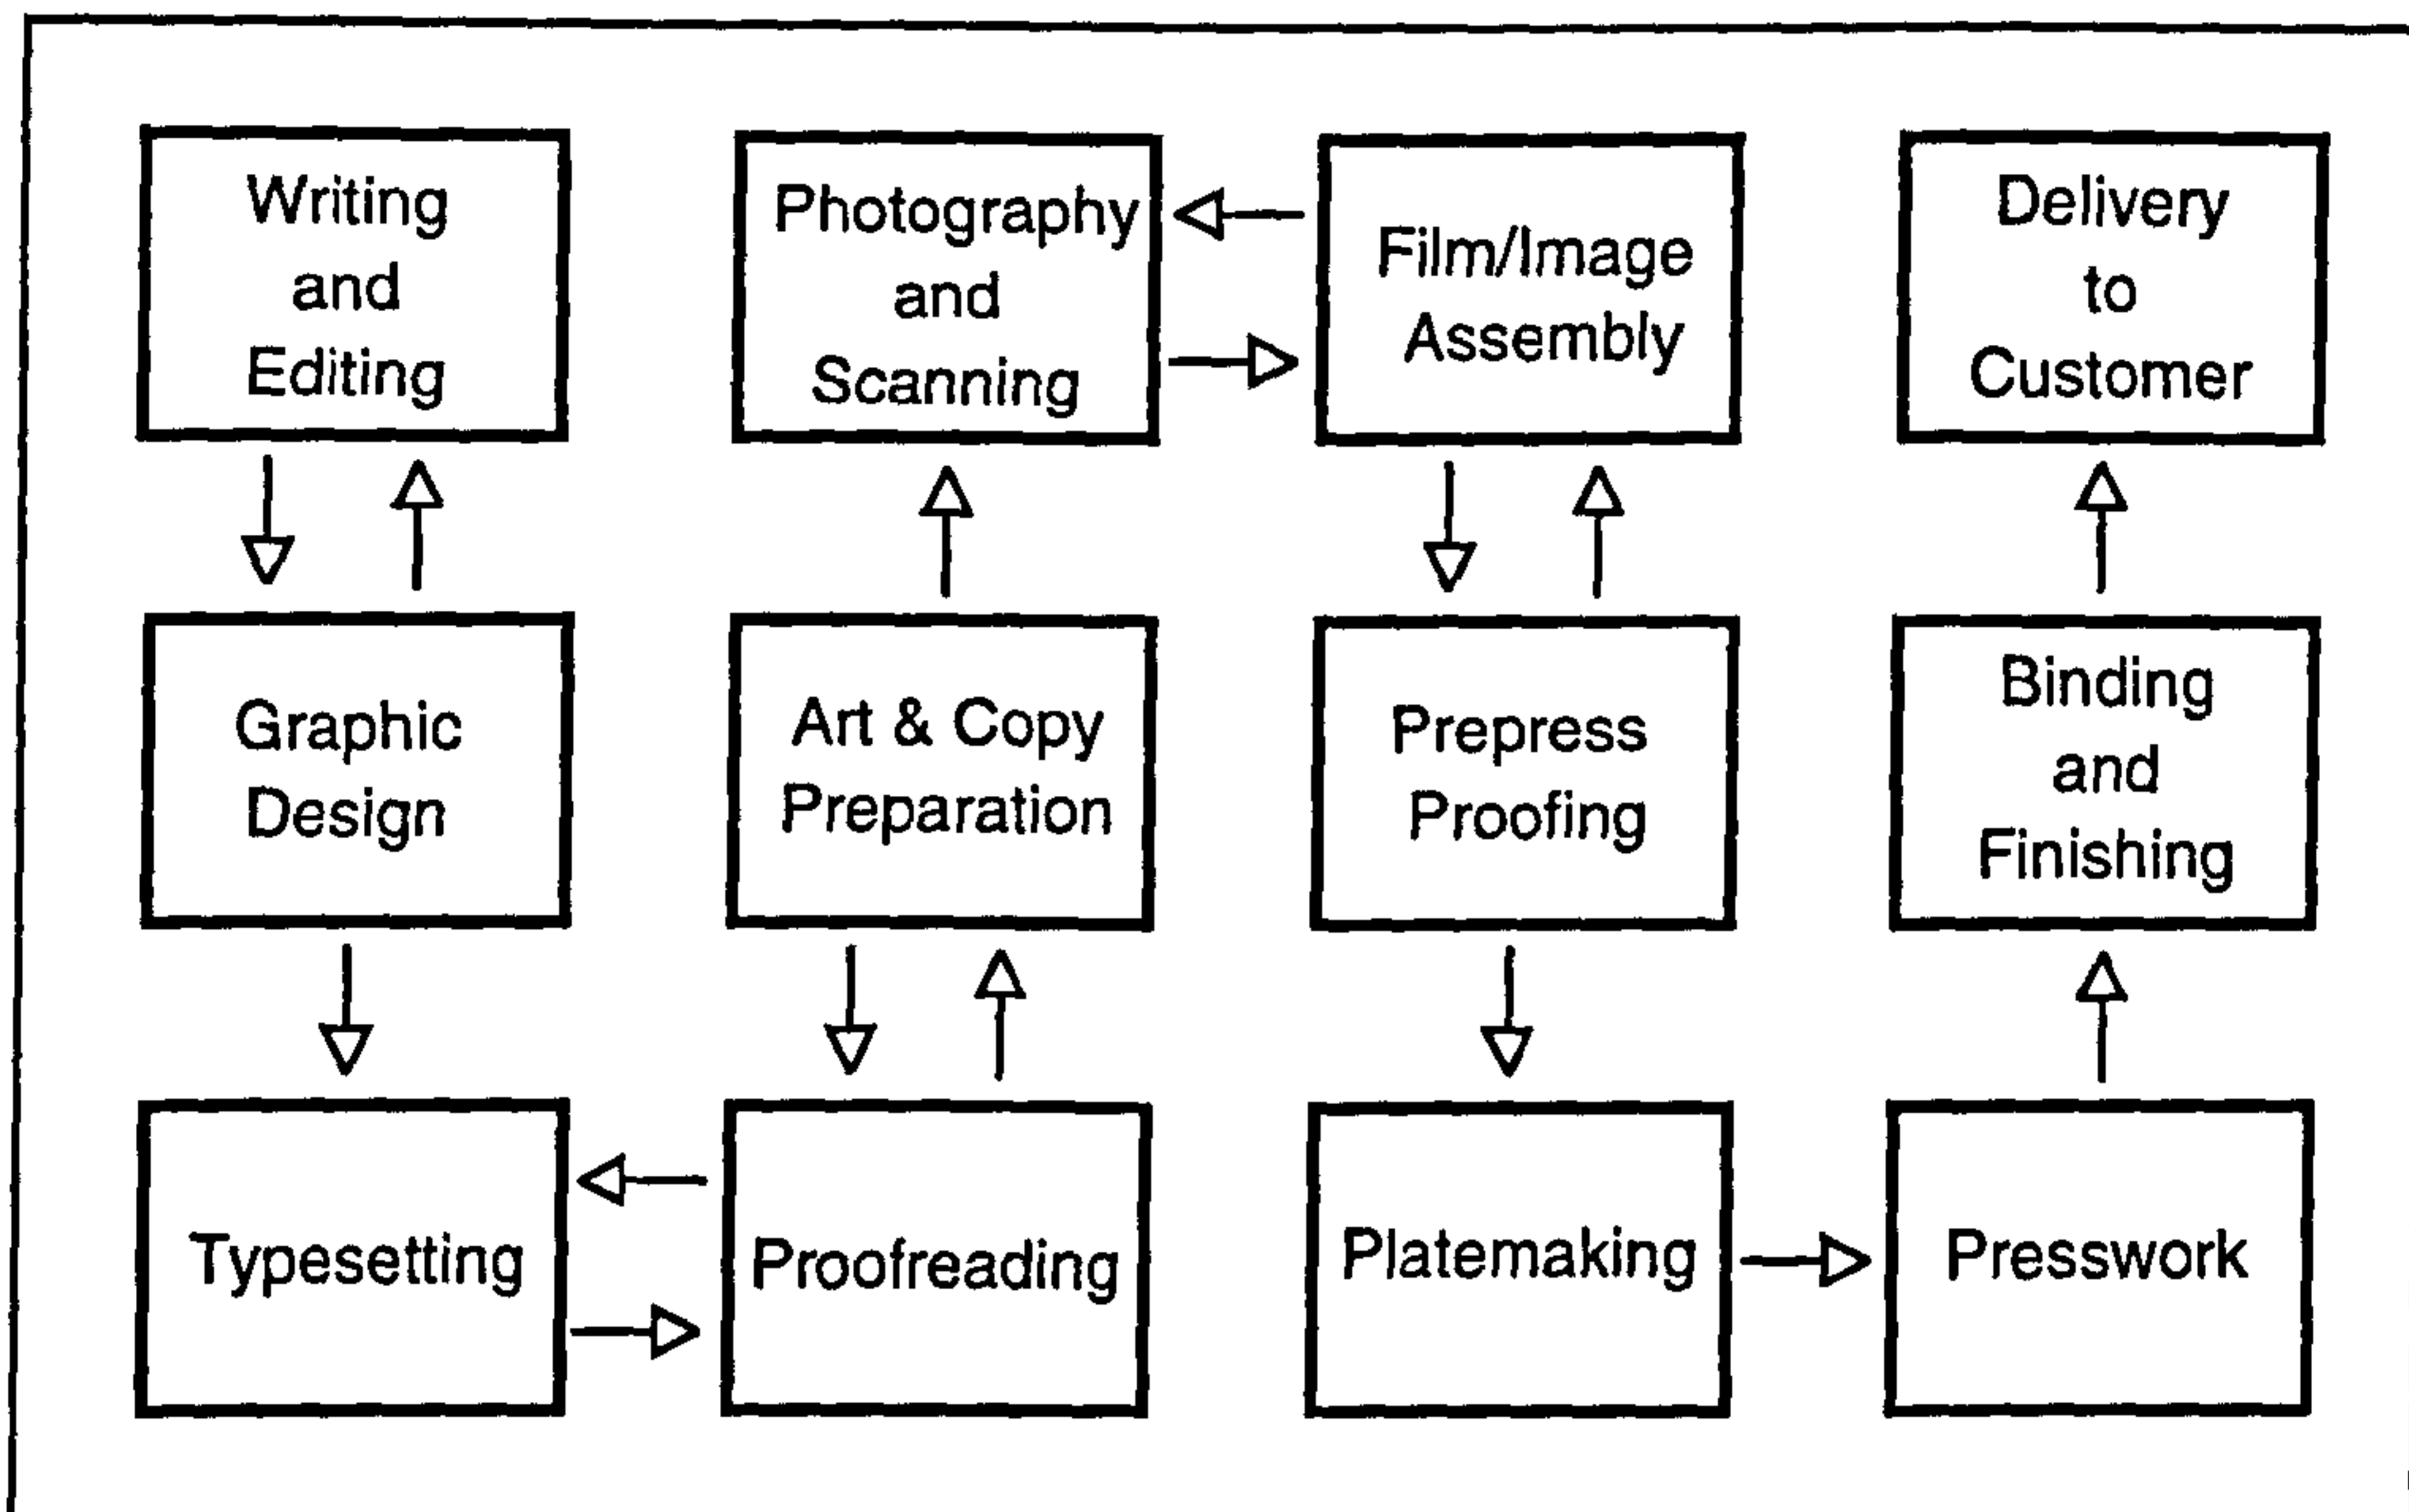 Writing
and
Editing
Photography
and
Scanning
Film/Image
Assembly
Delivery
to
Customer
Graphic
Design
Art & Copy
Preparation
Prepress
Proofing
Binding
and
Finishing
Typesetting
Proofreading
Platemaking
Presswork